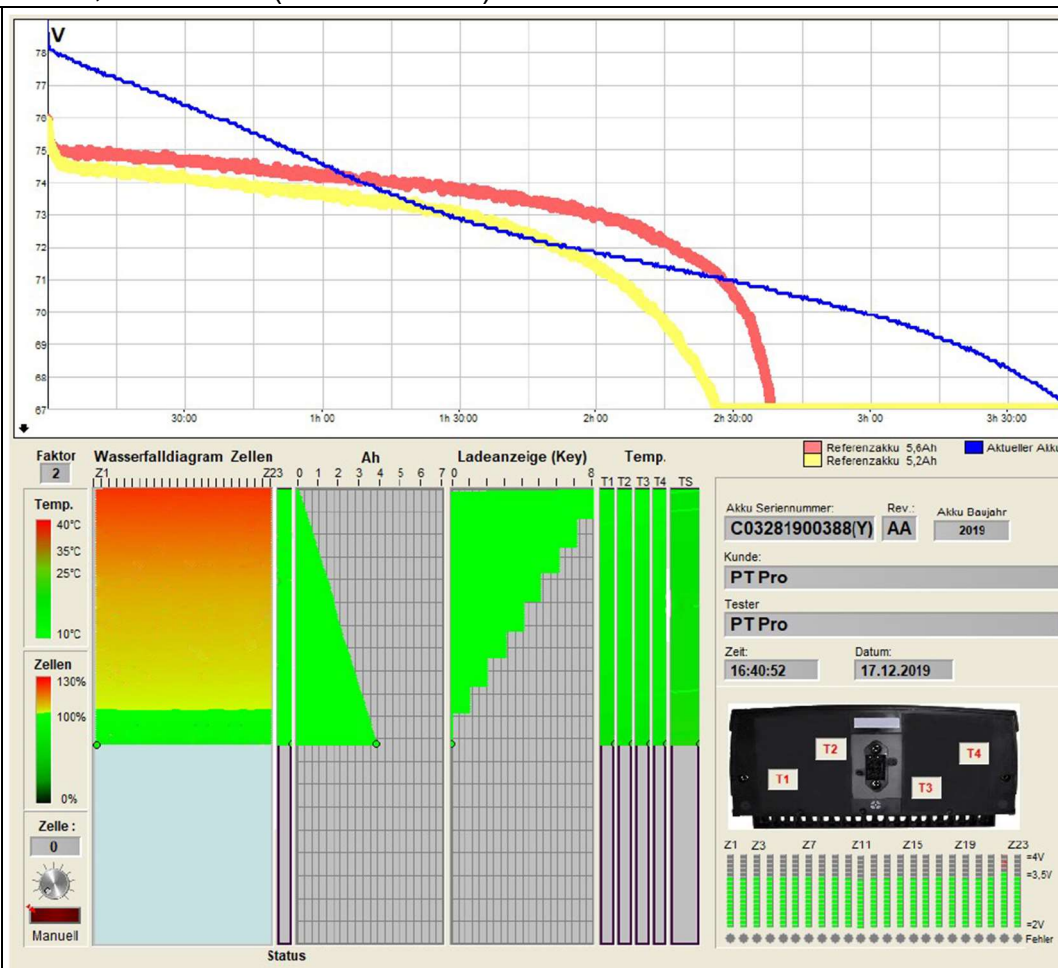 V
78
77
76
75
74
73
72
71
70
69
68
67
30:00 1h 00 1h 30:00 2h 00 2h 30:00 3h 00 3h 30:00
Referenzakku 5,6Ah Aktueller Akku
Referenzakku 5,2Ah
Faktor
2
Wasserfalldiagram Zellen
Z1 Z23
Ah
0 1 2 3 4 5 6 7
Ladeanzeige (Key)
0 8
Temp.
T1 T2 T3 T4 TS
Temp.
40°C
35°C
25°C
10°C
Zellen
130%
100%
0%
Zelle :
0
Manuell
Status
Akku Seriennummer: Rev.: Akku Baujahr
C03281900388(Y) AA 2019
Kunde:
PT Pro
Tester
PT Pro
Zeit: Datum:
16:40:52 17.12.2019
T2 T4
T1 T3
Z1 Z3 Z7 Z11 Z15 Z19 Z23
=4V
=3,5V
=2V
Fehler